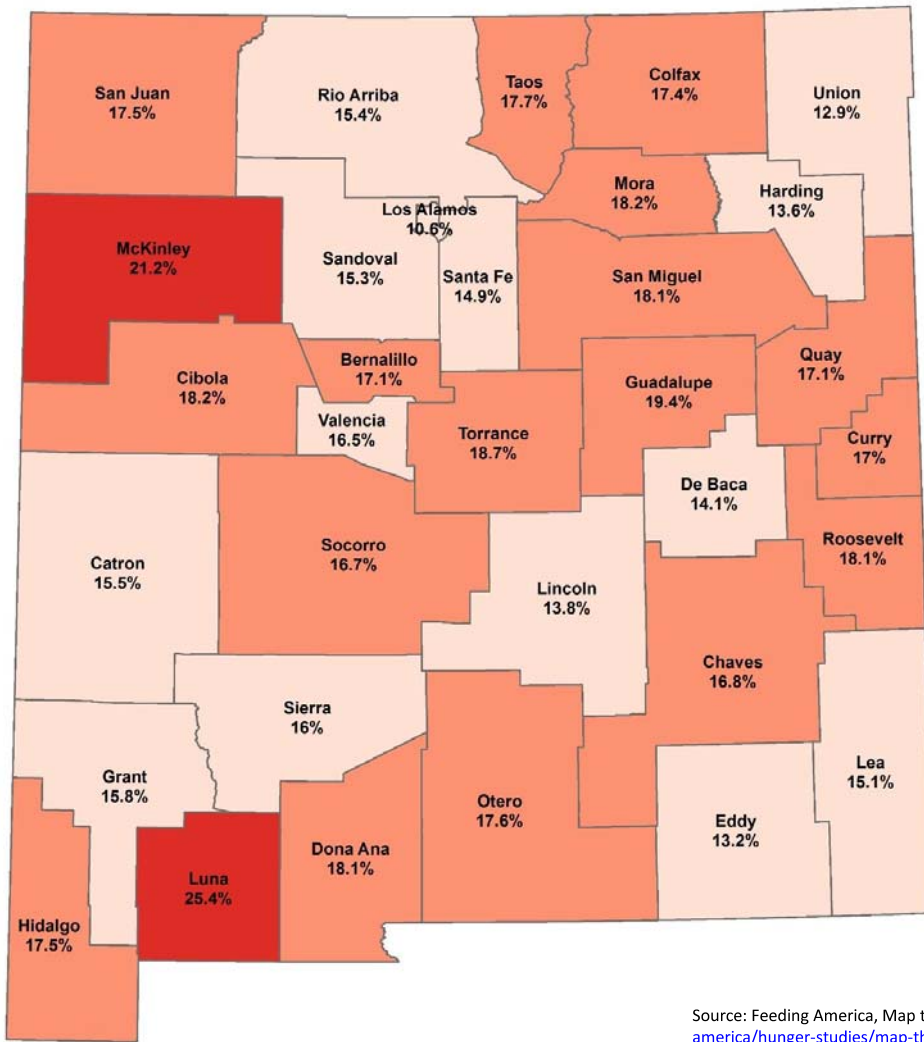 San Juan
17.5%
Rio Arriba
15.4%
Taos
17.7%
Colfax
17.4%
Union
12.9%
Mora
18.2%
Harding
13.6%
Los Alamos
10.6%
McKinley
21.2%
Sandoval
15.3%
Santa Fe
14.9%
San Miguel
18.1%
Bernalillo
17.1%
Quay
17.1%
Cibola
18.2%
Guadalupe
19.4%
Valencia
16.5%
Torrance
18.7%
Curry
17%
De Baca
14.1%
Catron
15.5%
Socorro
16.7%
Roosevelt
18.1%
Lincoln
13.8%
Chaves
16.8%
Sierra
16%
Grant
15.8%
Lea
15.1%
Otero
17.6%
Eddy
13.2%
Dona Ana
18.1%
Luna
25.4%
Hidalgo
17.5%
Source: Feeding America, Map t
america/hunger-studies/map-th